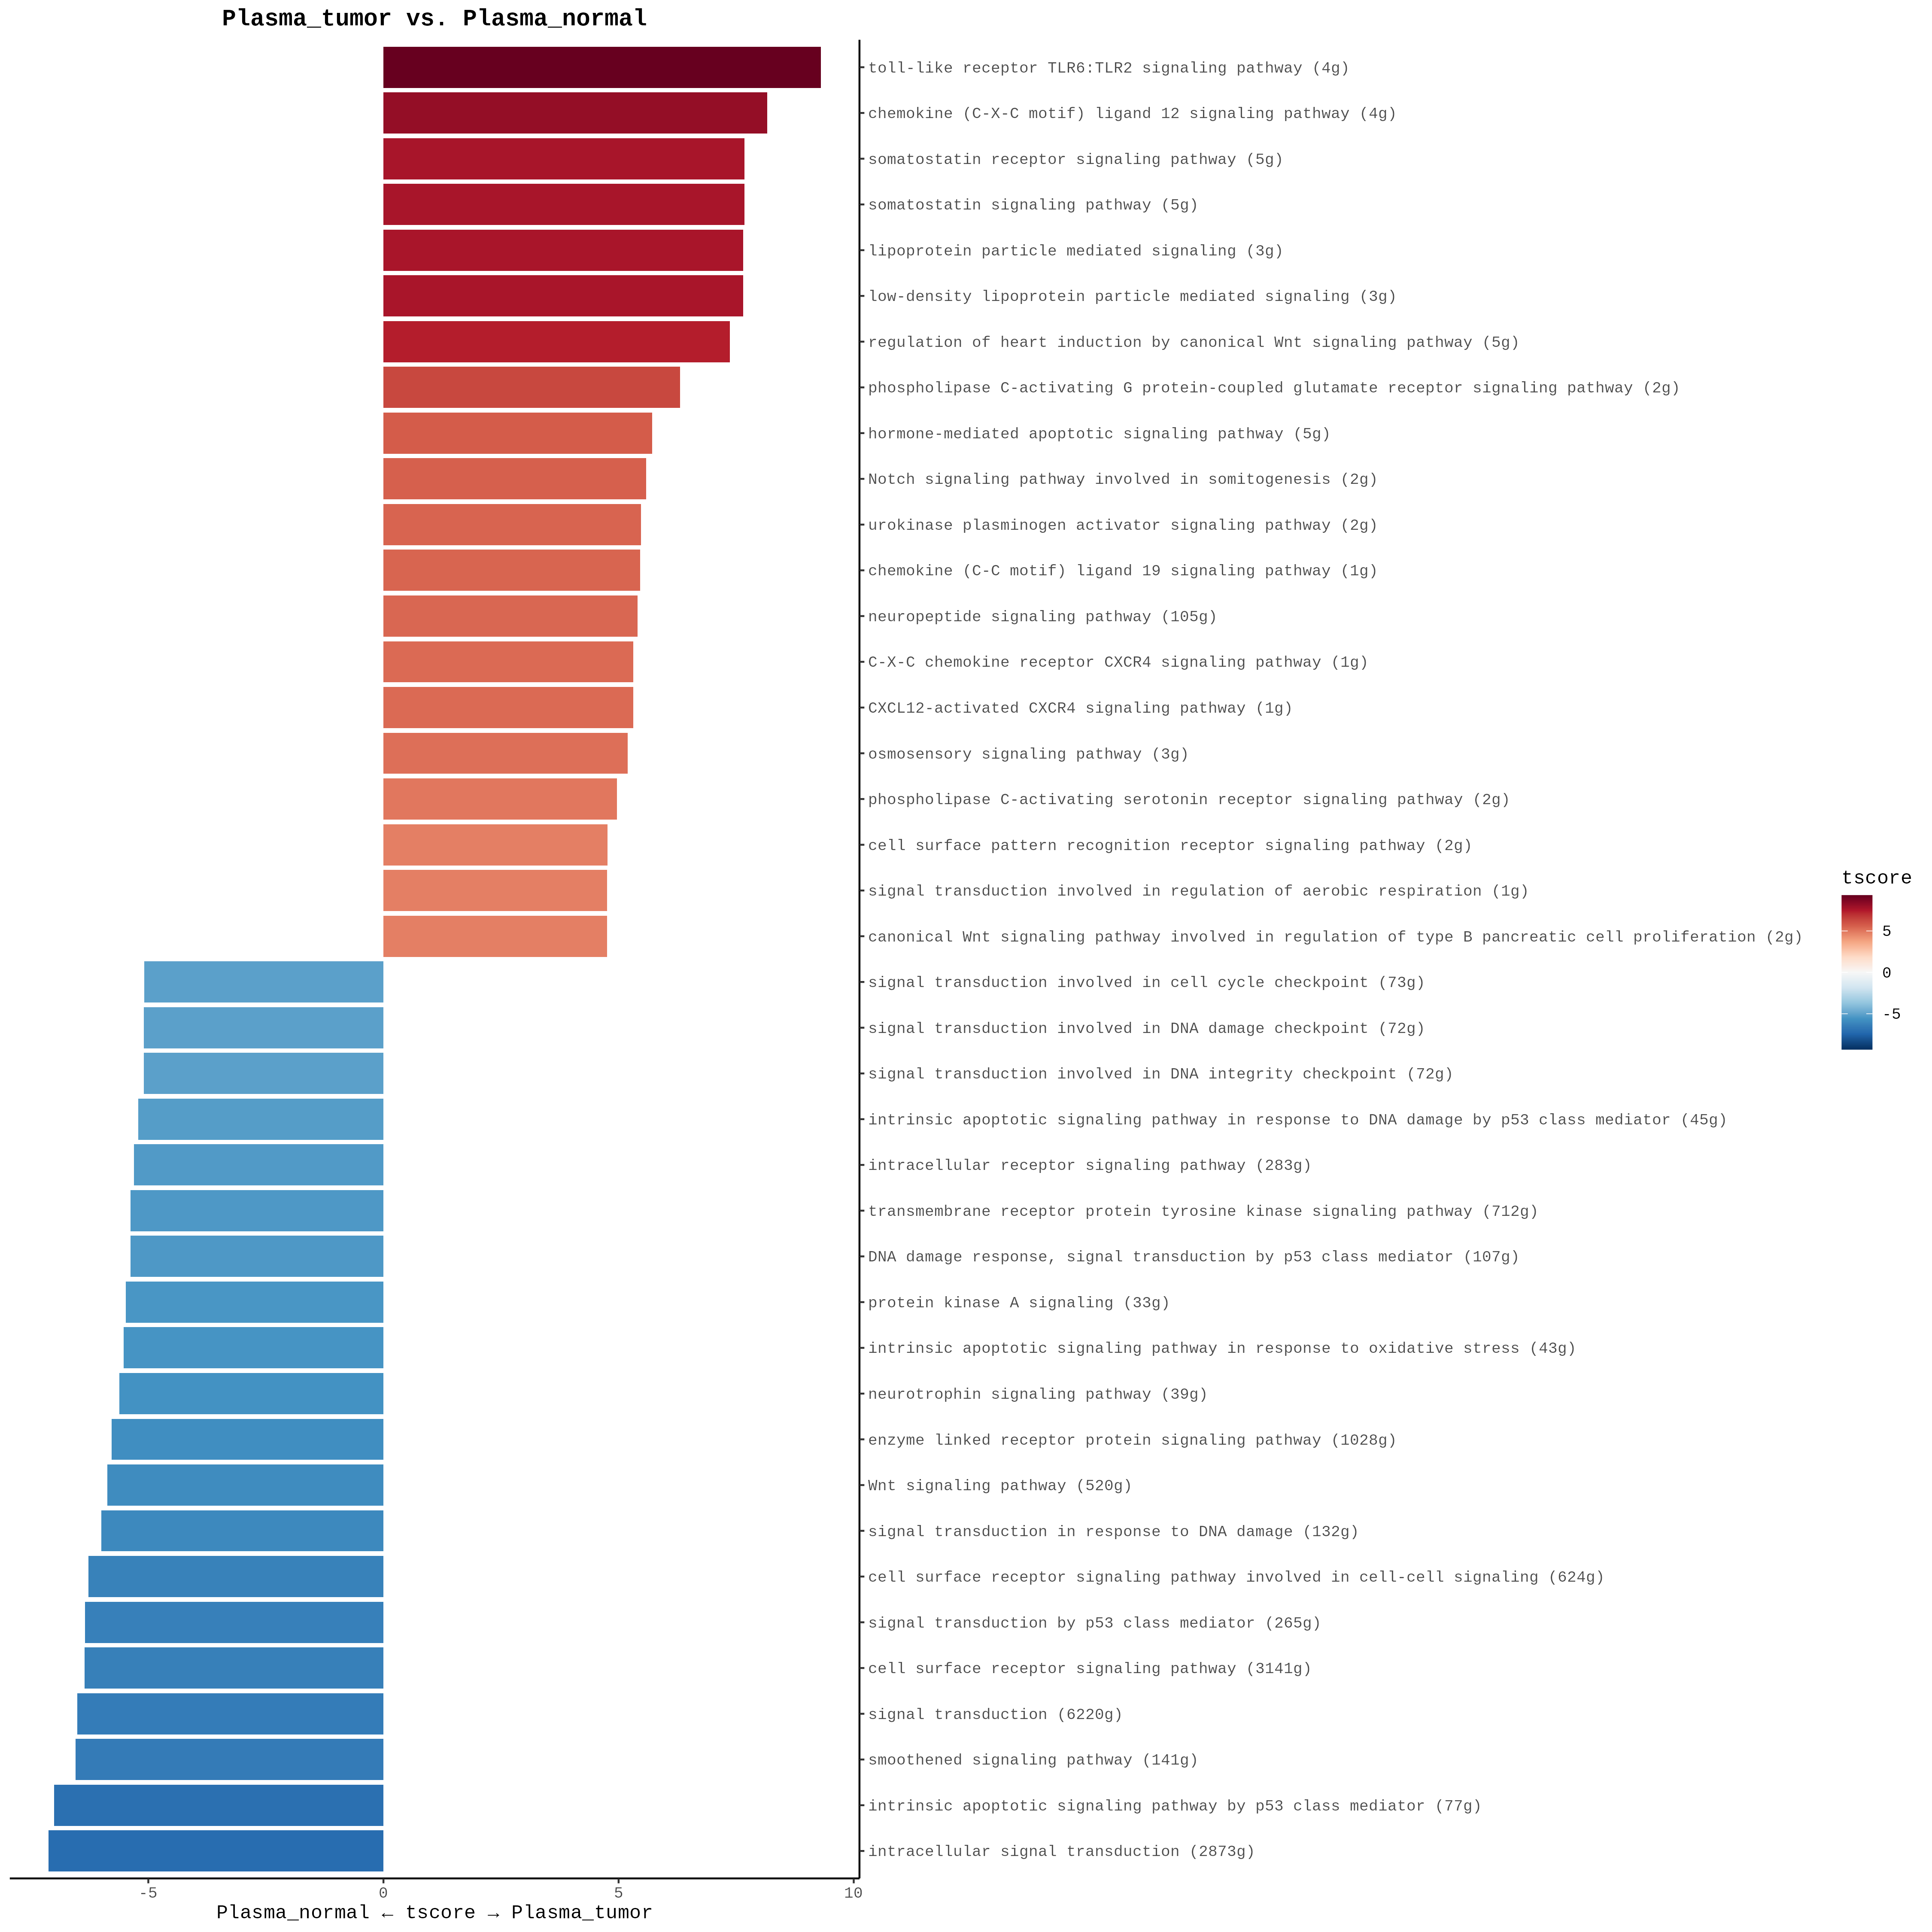 Plasma_tumor vs. Plasma_normal
toll-like receptor TLR6:TLR2 signaling pathway (4g)
chemokine (C-X-C motif) ligand 12 signaling pathway (4g)
somatostatin receptor signaling pathway (5g)
somatostatin signaling pathway (5g)
lipoprotein particle mediated signaling (3g)
low-density lipoprotein particle mediated signaling (3g)
regulation of heart induction by canonical Wnt signaling pathway (5g)
phospholipase C-activating G protein-coupled glutamate receptor signaling pathway (2g)
hormone-mediated apoptotic signaling pathway (5g)
Notch signaling pathway involved in somitogenesis (2g)
urokinase plasminogen activator signaling pathway (2g)
chemokine (C-C motif) ligand 19 signaling pathway (1g)
neuropeptide signaling pathway (105g)
C-X-C chemokine receptor CXCR4 signaling pathway (1g)
CXCL12-activated CXCR4 signaling pathway (1g)
osmosensory signaling pathway (3g)
phospholipase C-activating serotonin receptor signaling pathway (2g)
cell surface pattern recognition receptor signaling pathway (2g)
signal transduction involved in regulation of aerobic respiration (1g)
canonical Wnt signaling pathway involved in regulation of type B pancreatic cell proliferation (2g)
signal transduction involved in cell cycle checkpoint (73g)
signal transduction involved in DNA damage checkpoint (72g)
signal transduction involved in DNA integrity checkpoint (72g)
intrinsic apoptotic signaling pathway in response to DNA damage by p53 class mediator (45g)
intracellular receptor signaling pathway (283g)
transmembrane receptor protein tyrosine kinase signaling pathway (712g)
DNA damage response, signal transduction by p53 class mediator (107g)
protein kinase A signaling (33g)
intrinsic apoptotic signaling pathway in response to oxidative stress (43g)
neurotrophin signaling pathway (39g)
enzyme linked receptor protein signaling pathway (1028g)
Wnt signaling pathway (520g)
signal transduction in response to DNA damage (132g)
cell surface receptor signaling pathway involved in cell-cell signaling (624g)
signal transduction by p53 class mediator (265g)
cell surface receptor signaling pathway (3141g)
signal transduction (6220g)
smoothened signaling pathway (141g)
intrinsic apoptotic signaling pathway by p53 class mediator (77g)
intracellular signal transduction (2873g)
-5 0 5 10
Plasma_normal ← tscore → Plasma_tumor
tscore
5
0
-5